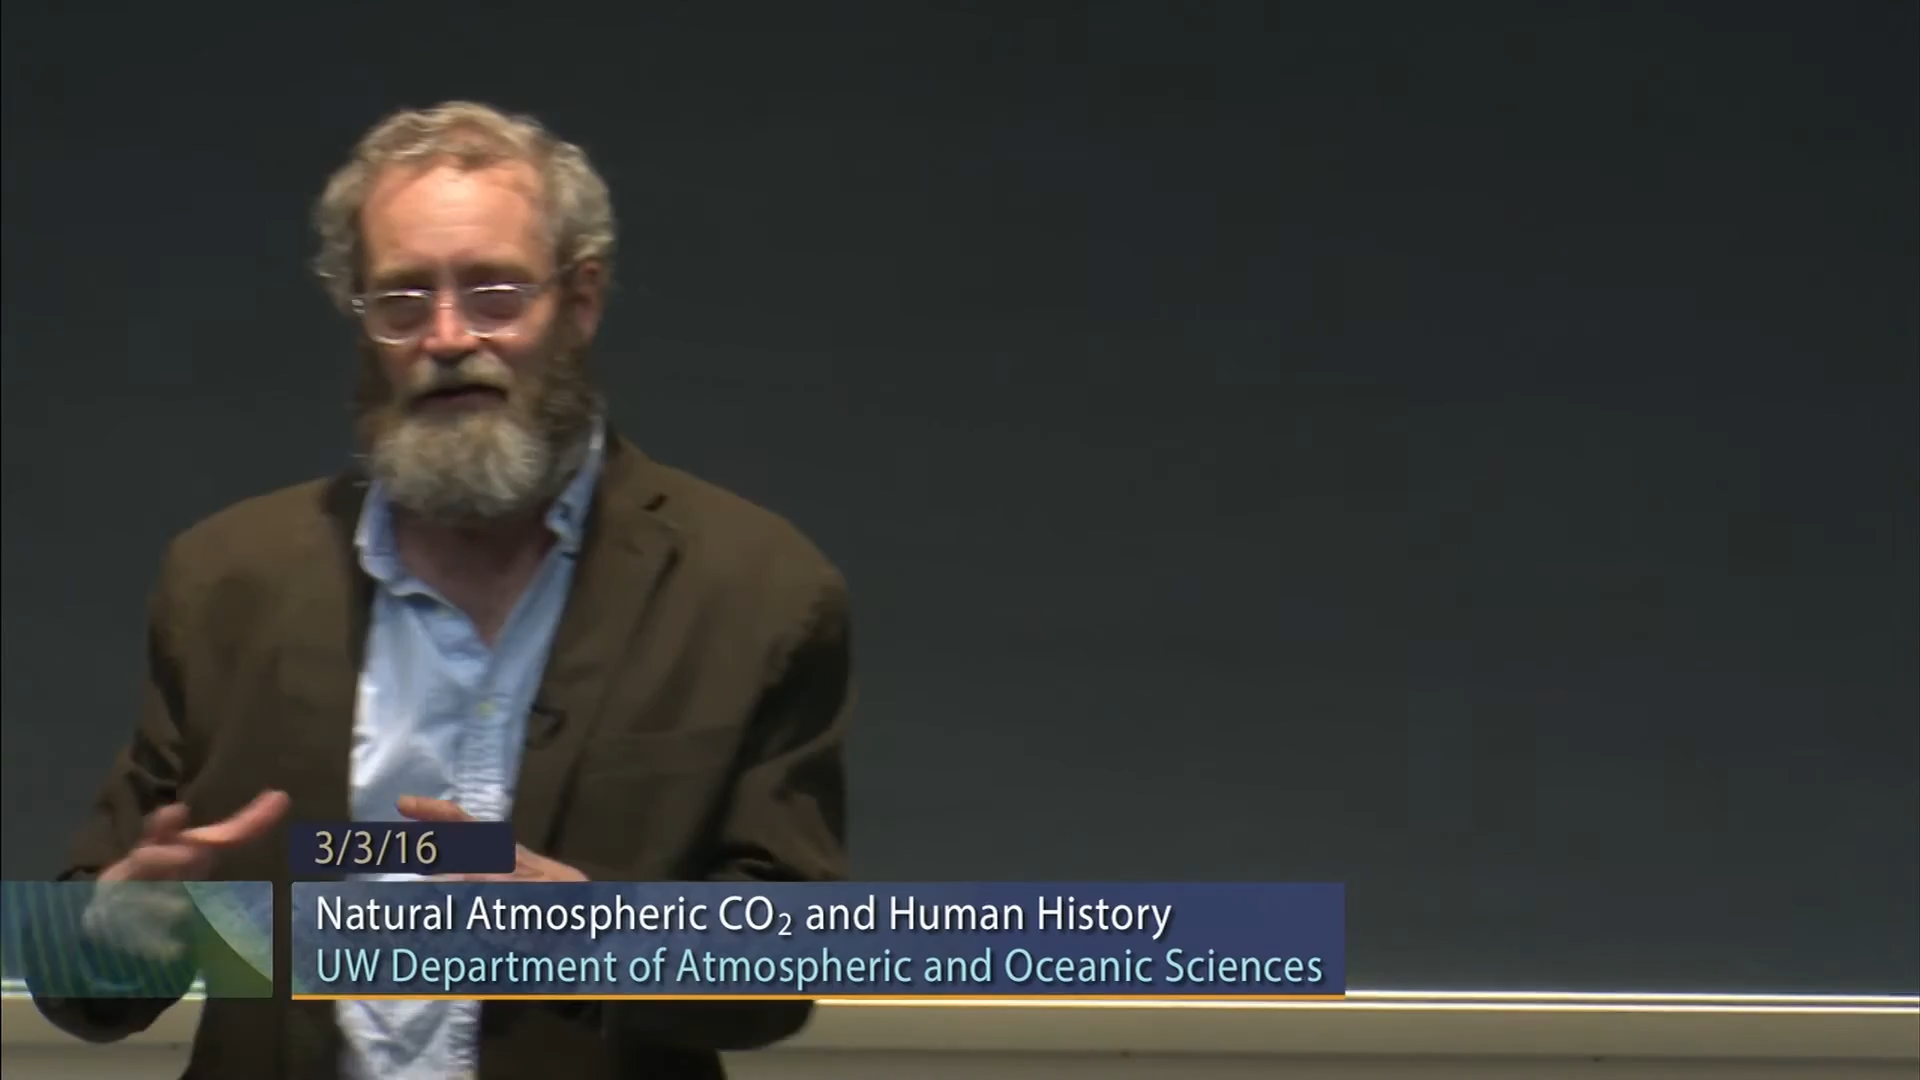 3/3/16
Natural Atmospheric CO₂ and Human History
UW Department of Atmospheric and Oceanic Sciences